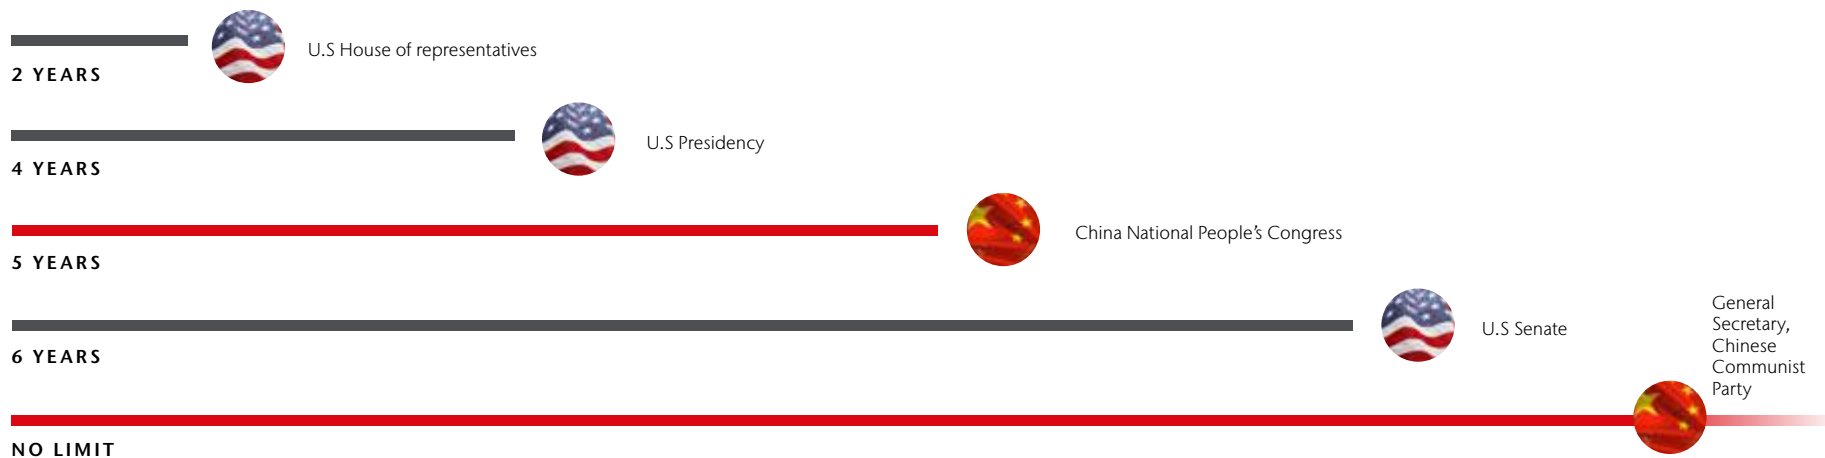 U.S House of representatives
2 YEARS
U.S Presidency
4 YEARS
China National People’s Congress
5 YEARS
U.S Senate
6 YEARS
General
Secretary,
Chinese
Communist
Party
NO LIMIT